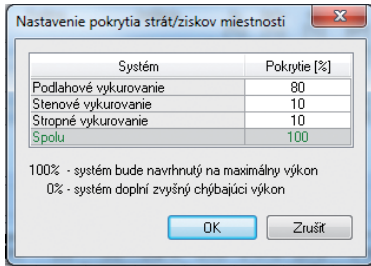 Nastavenie pokrytia strát/ziskov miestnosti
Systém Pokrytie [%]
Podlahové vykurovanie 80
Stenové vykurovanie 10
Stropné vykurovanie 10
Spolu 100
100% - systém bude navrhnutý na maximálny výkon
0% - systém doplní zvyšný chýbajúci výkon
OK Zrušiť